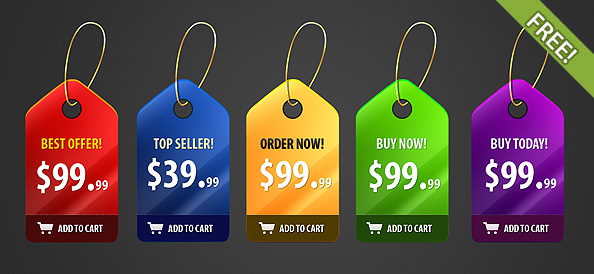 FREE!
BEST OFFER!
$99.99
ADD TO CART
TOP SELLER!
$39.99
ADD TO CART
ORDER NOW!
$99.99
ADD TO CART
BUY NOW!
$99.99
ADD TO CART
BUY TODAY!
$99.99
ADD TO CART